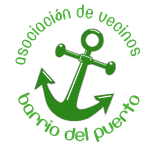 asociación de vecinos
barrio del puerto